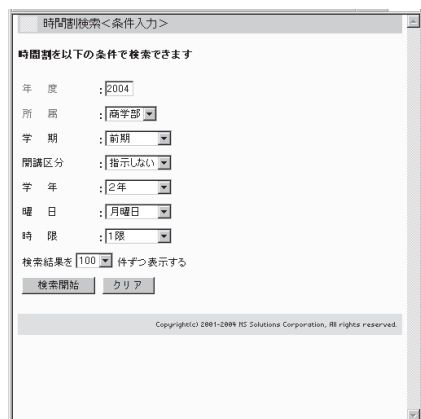 時間割検索<条件入力>
時間割を以下の条件で検索できます
年 度 :2004
所 属 :商学部
学 期 :前期
開講区分 :指示しない
学 年 :2年
曜 日 :月曜日
時 限 :1限
検索結果を 100 件ずつ表示する
検索開始 クリア
Copyright(c) 2001-2004 NS Solutions Corporation, All rights reserved.